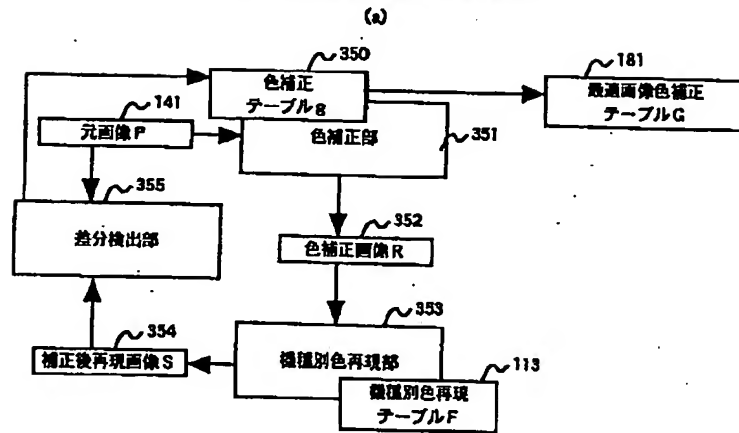 (a)
350
181
色補正
テーブルg
最適画像色補正
テーブルG
141
元画像P
色補正部
351
355
差分検出部
352
色補正画像R
353
354
補正後再現画像S
機種別色再現部
113
機種別色再現
テーブルF